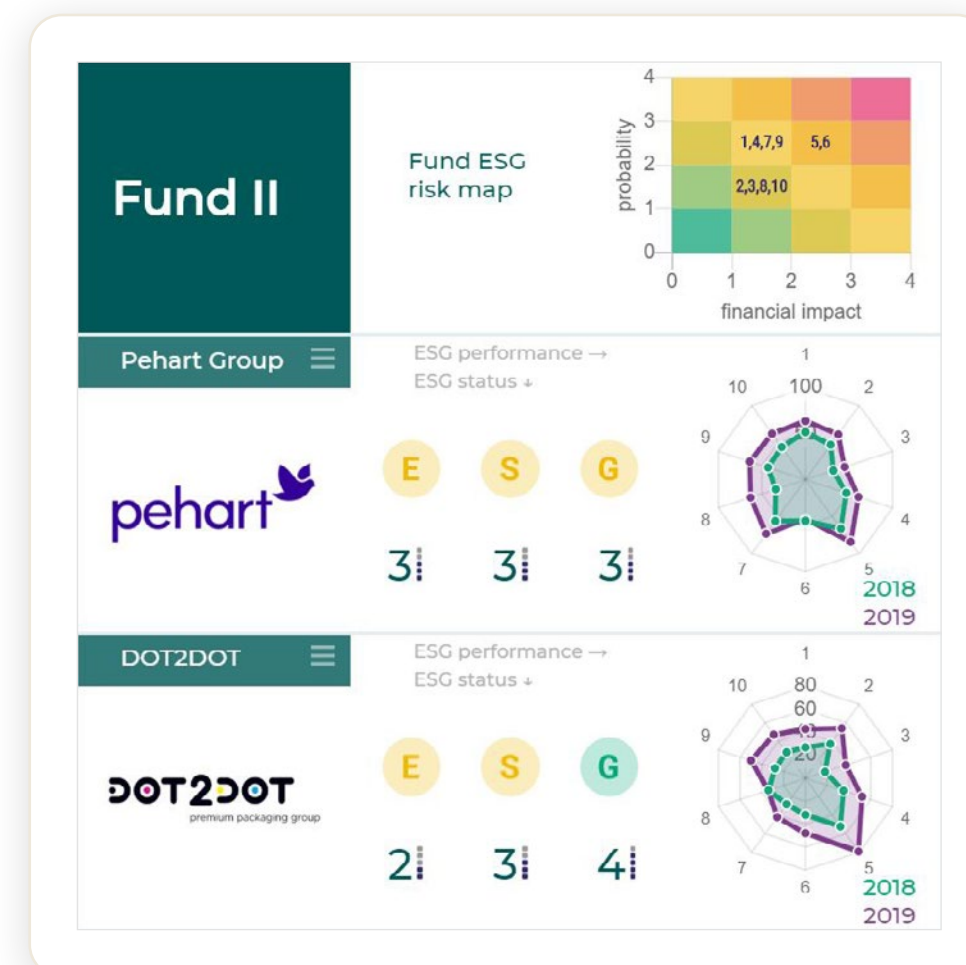 Fund II
Fund ESG
risk map
probability
4
3
2
1
0
1,4,7,9
5,6
2,3,8,10
0 1 2 3 4
financial impact
Pehart Group
ESG performance →
ESG status ↓
pehart
E S G
3 3 3
1
2
3
4
5
6
7
8
9
10
100
2018
2019
DOT2DOT
ESG performance →
ESG status ↓
DOT2DOT
premium packaging group
E S G
2 3 4
1
2
3
4
5
6
7
8
9
10
80
60
20
2018
2019